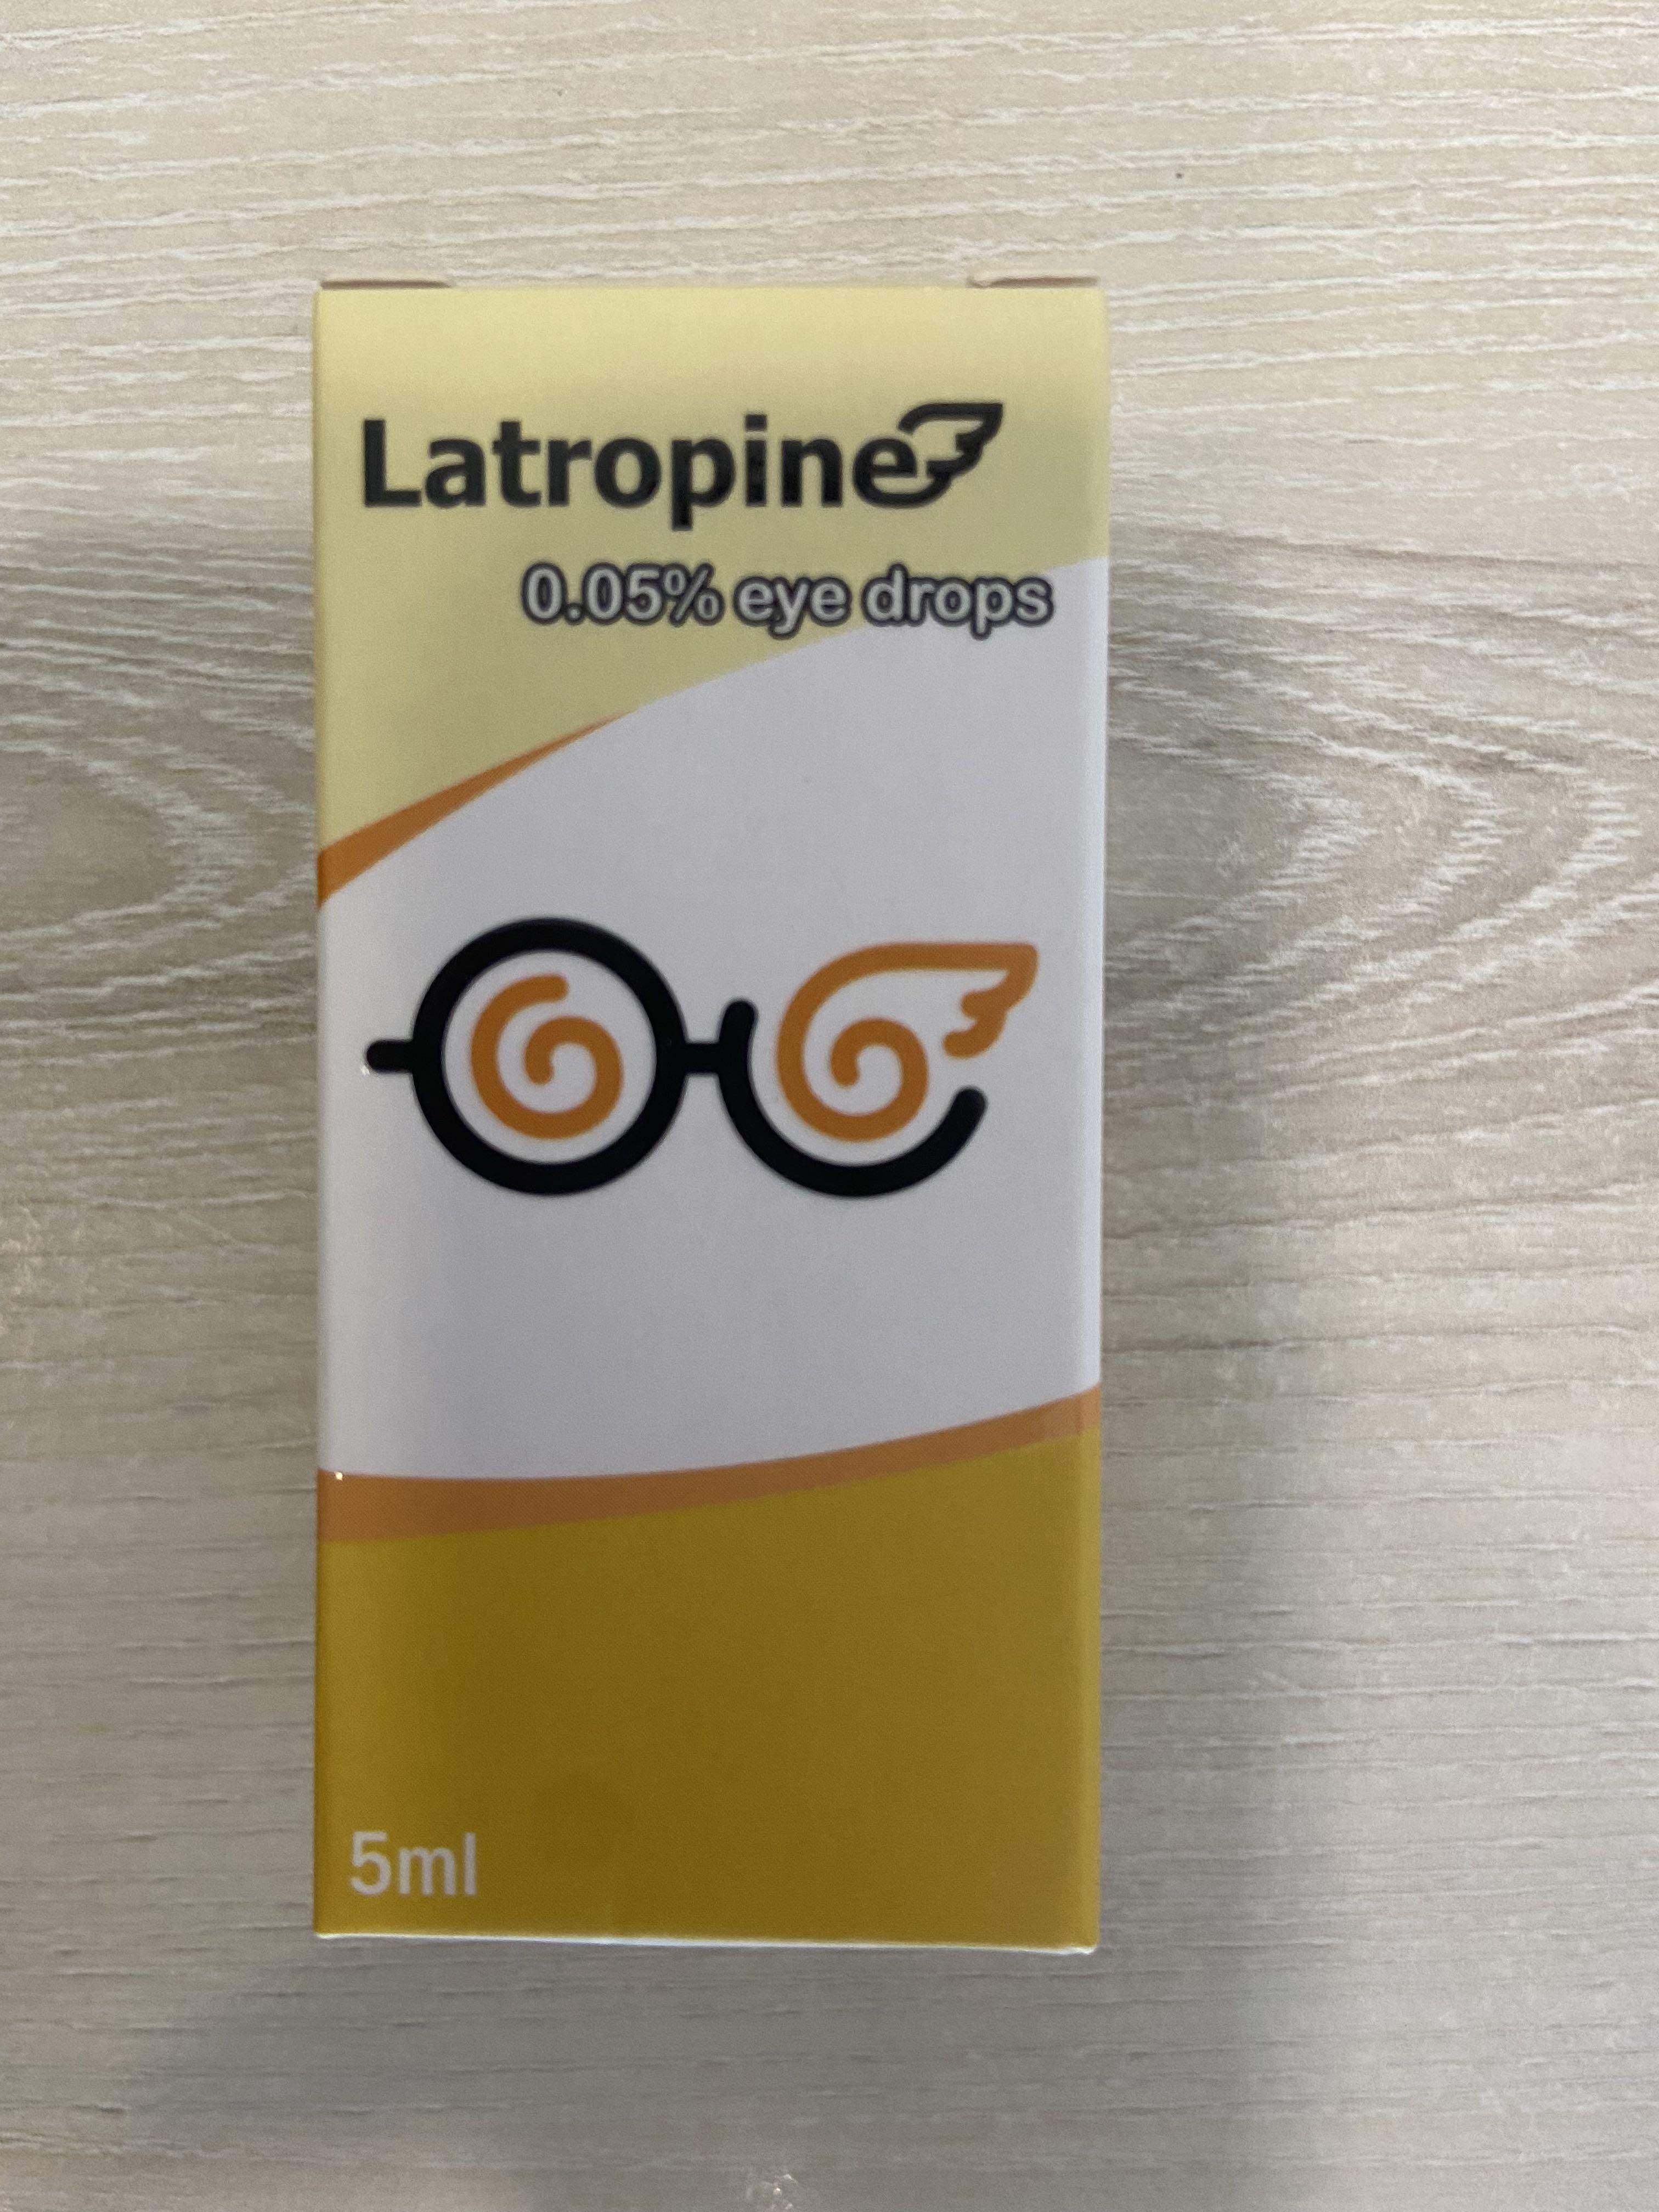 Latropine
0.05% eye drops
5ml